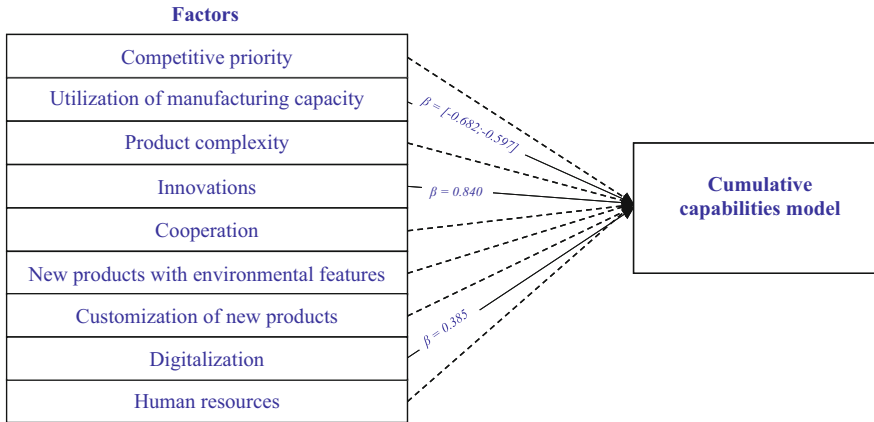 Factors
Competitive priority
Utilization of manufacturing capacity
Product complexity
Innovations
Cooperation
New products with environmental features
Customization of new products
Digitalization
Human resources
β = [-0.682;-0.597]
β = 0.840
β = 0.385
Cumulative
capabilities model